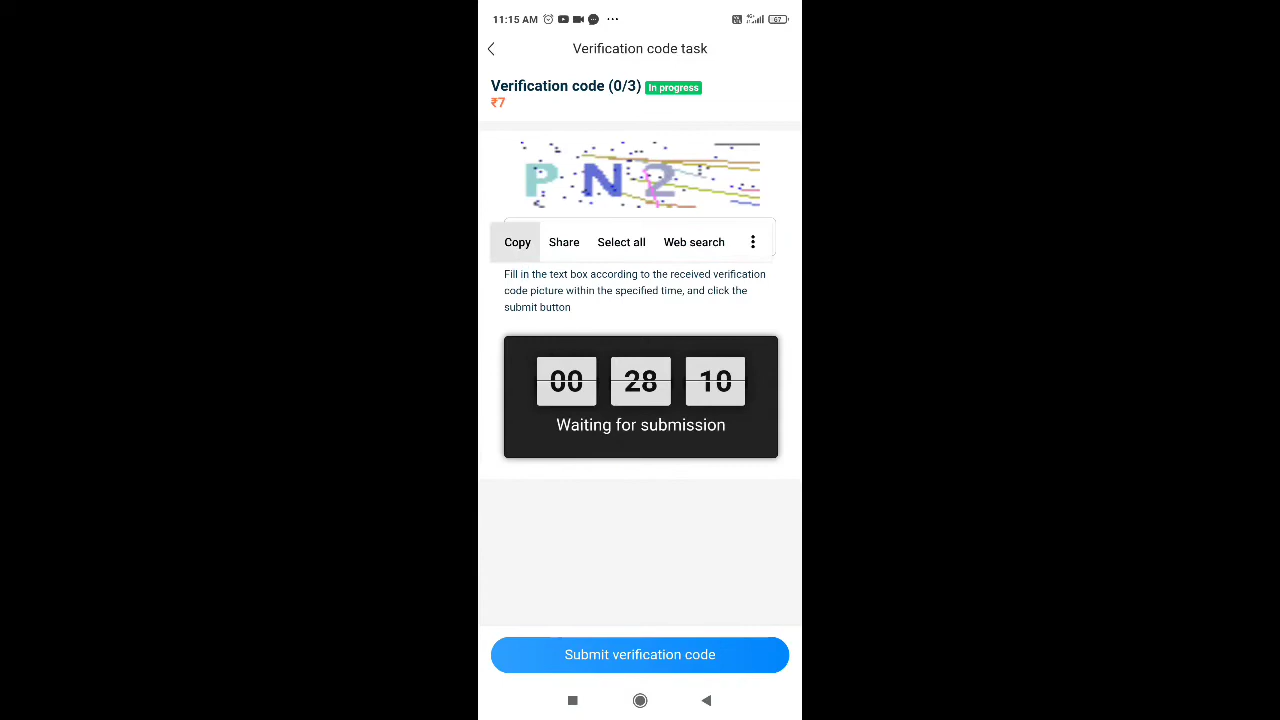 11:15 AM ... 67
Verification code task
Verification code (0/3) In progress
₹7
PN2
Copy Share Select all Web search
Fill in the text box according to the received verification
code picture within the specified time, and click the
submit button
00 28 10
Waiting for submission
Submit verification code